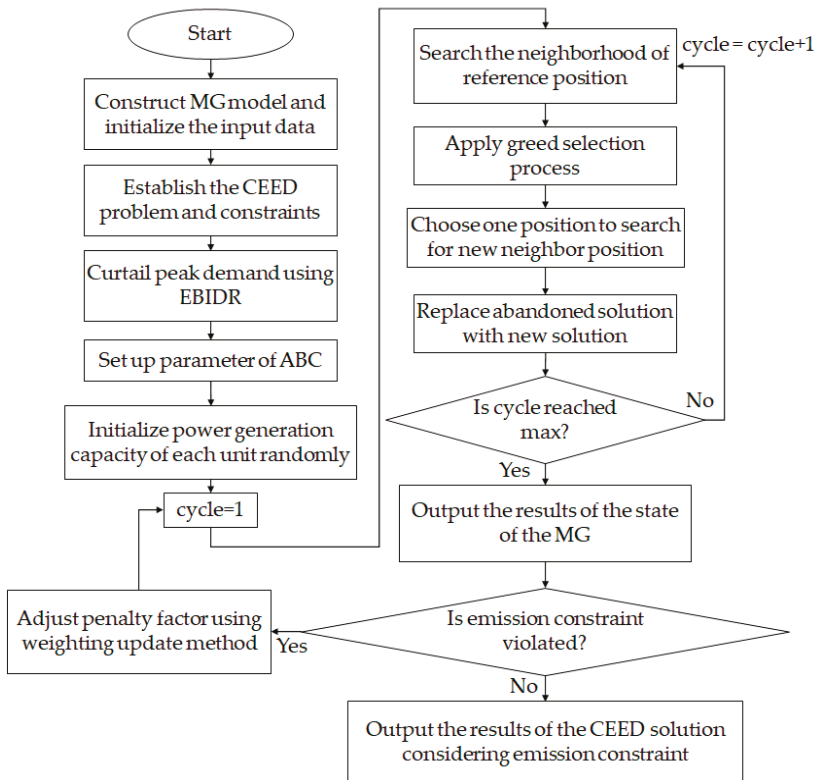 Start
Construct MG model and
initialize the input data
Establish the CEED
problem and constraints
Curtail peak demand using
EBIDR
Set up parameter of ABC
Initialize power generation
capacity of each unit randomly
cycle=1
Adjust penalty factor using
weighting update method
Search the neighborhood of
reference position
cycle = cycle+1
Apply greed selection
process
Choose one position to search
for new neighbor position
Replace abandoned solution
with new solution
Is cycle reached
max?
No
Yes
Output the results of the state
of the MG
Is emission constraint
violated?
Yes
No
Output the results of the CEED solution
considering emission constraint